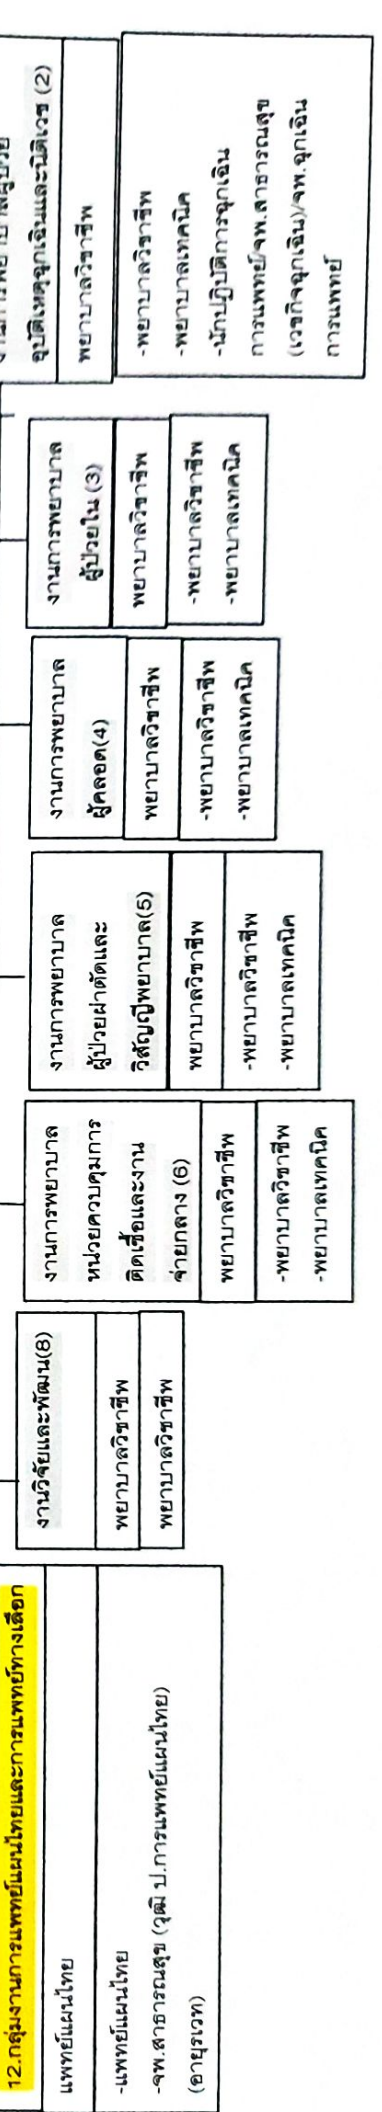 12.กลุ่มงานการแพทย์แผนไทยและการแพทย์ทางเลือก
แพทย์แผนไทย
-แพทย์แผนไทย
-จพ.สาธารณสุข (วุฒิ ป.การแพทย์แผนไทย)
(อายุรเวท)
งานวิจัยและพัฒน(8)
พยาบาลวิชาชีพ
พยาบาลวิชาชีพ
งานการพยาบาล
หน่วยควบคุมการ
ติดเชื้อและงาน
จ่ายกลาง (6)
พยาบาลวิชาชีพ
-พยาบาลวิชาชีพ
-พยาบาลเทคนิค
งานการพยาบาล
ผู้ป่วยผ่าตัดและ
วิสัญญีพยาบาล(5)
พยาบาลวิชาชีพ
-พยาบาลวิชาชีพ
-พยาบาลเทคนิค
งานการพยาบาล
ผู้คลอด(4)
พยาบาลวิชาชีพ
-พยาบาลวิชาชีพ
-พยาบาลเทคนิค
งานการพยาบาล
ผู้ป่วยใน (3)
พยาบาลวิชาชีพ
-พยาบาลวิชาชีพ
-พยาบาลเทคนิค
งานการพยาบาลผู้ป่วย
อุบัติเหตุฉุกเฉินและนิติเวช (2)
พยาบาลวิชาชีพ
-พยาบาลวิชาชีพ
-พยาบาลเทคนิค
-นักปฏิบัติการฉุกเฉิน
การแพทย์/จพ.สาธารณสุข
(เวชกิจฉุกเฉิน)/จพ.ฉุกเฉิน
การแพทย์